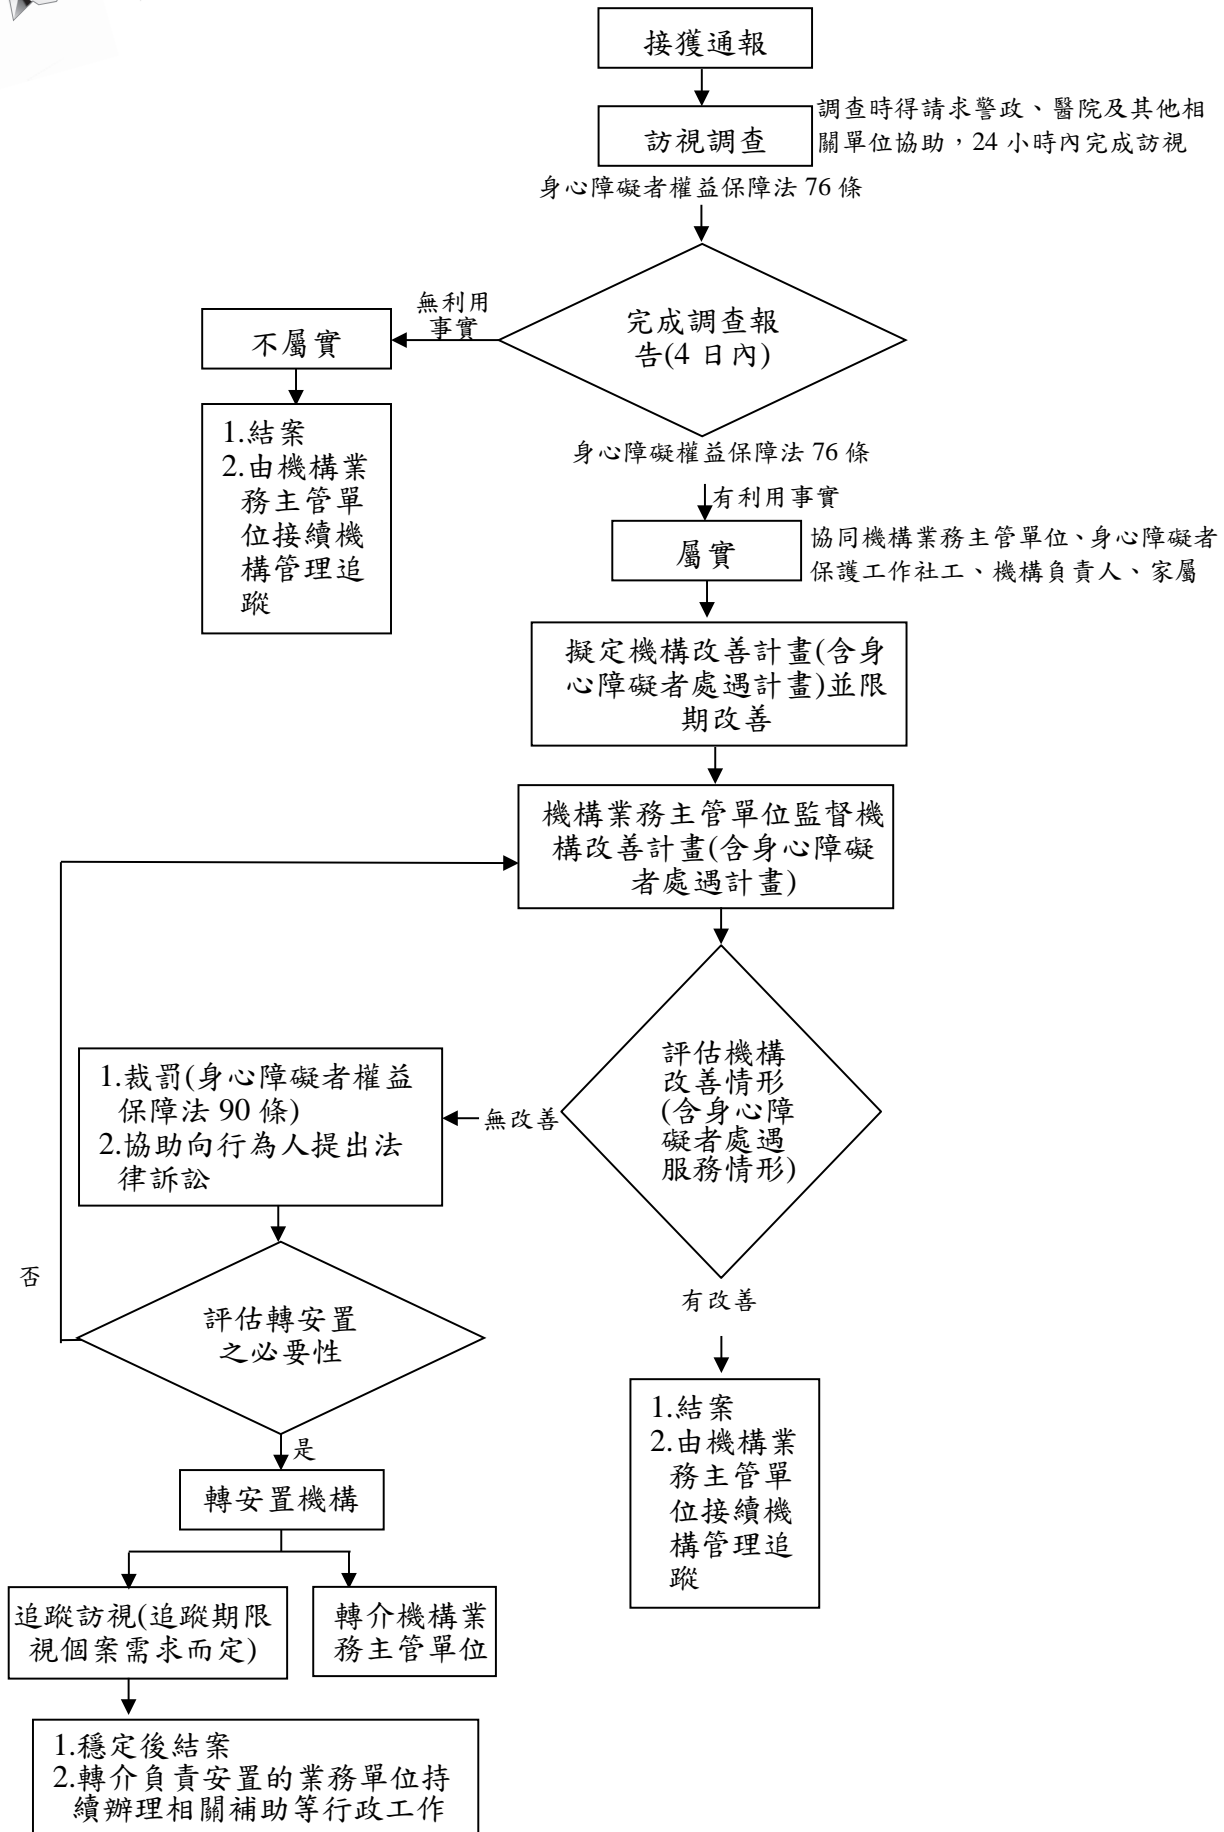 接獲通報
訪視調查
調查時得請求警政、醫院及其他相
關單位協助，24 小時內完成訪視
身心障礙者權益保障法 76 條
完成調查報
告(4 日內)
無利用
事實
不屬實
1.結案
2.由機構業
務主管單
位接續機
構管理追
蹤
身心障礙權益保障法 76 條
有利用事實
屬實
協同機構業務主管單位、身心障礙者
保護工作社工、機構負責人、家屬
擬定機構改善計畫(含身
心障礙者處遇計畫)並限
期改善
機構業務主管單位監督機
構改善計畫(含身心障礙
者處遇計畫)
評估機構
改善情形
(含身心障
礙者處遇
服務情形)
無改善
1.裁罰(身心障礙者權益
保障法 90 條)
2.協助向行為人提出法
律訴訟
否
評估轉安置
之必要性
有改善
1.結案
2.由機構業
務主管單
位接續機
構管理追
蹤
是
轉安置機構
追蹤訪視(追蹤期限
視個案需求而定)
轉介機構業
務主管單位
1.穩定後結案
2.轉介負責安置的業務單位持
續辦理相關補助等行政工作